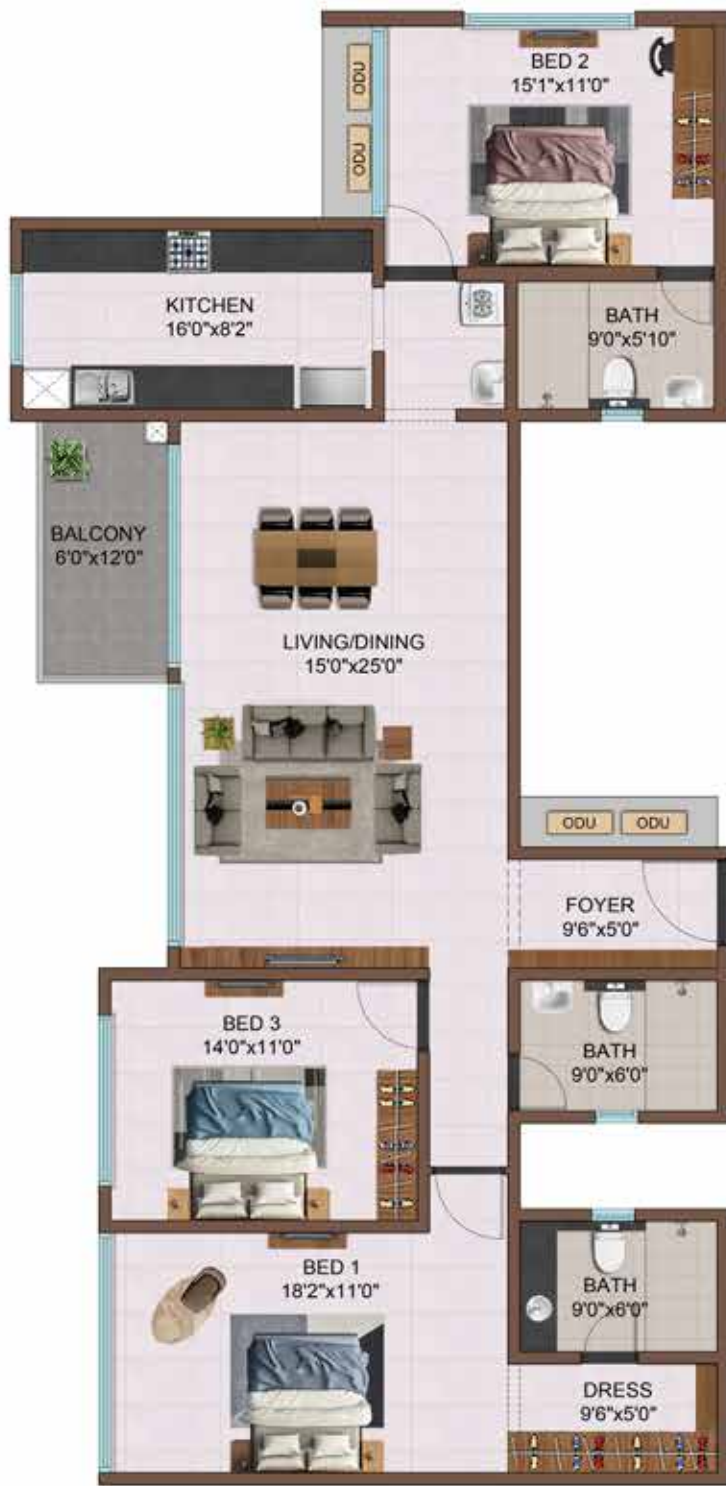 BED 2
15'1"x11'0"
ODU
ODU
KITCHEN
16'0"x8'2"
BATH
9'0"x5'10"
BALCONY
6'0"x12'0"
LIVING/DINING
15'0"x25'0"
ODU
ODU
FOYER
9'6"x5'0"
BED 3
14'0"x11'0"
BATH
9'0"x6'0"
BED 1
18'2"x11'0"
BATH
9'0"x6'0"
DRESS
9'6"x5'0"